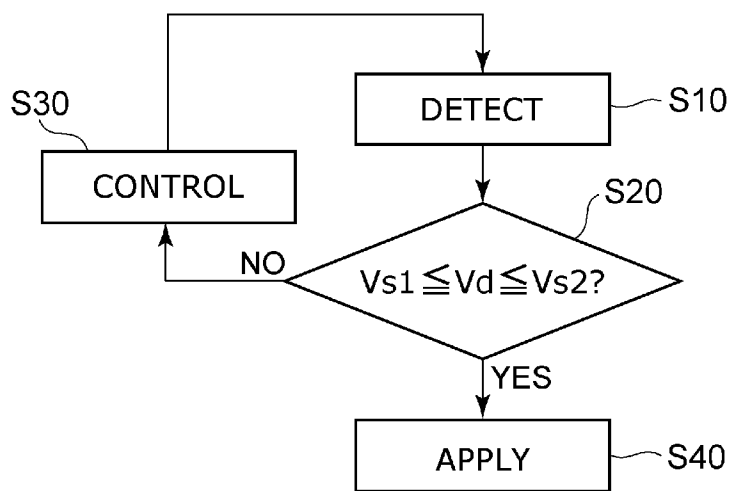 S30
DETECT
S10
CONTROL
S20
NO
Vs1≦Vd≦Vs2?
YES
APPLY
S40